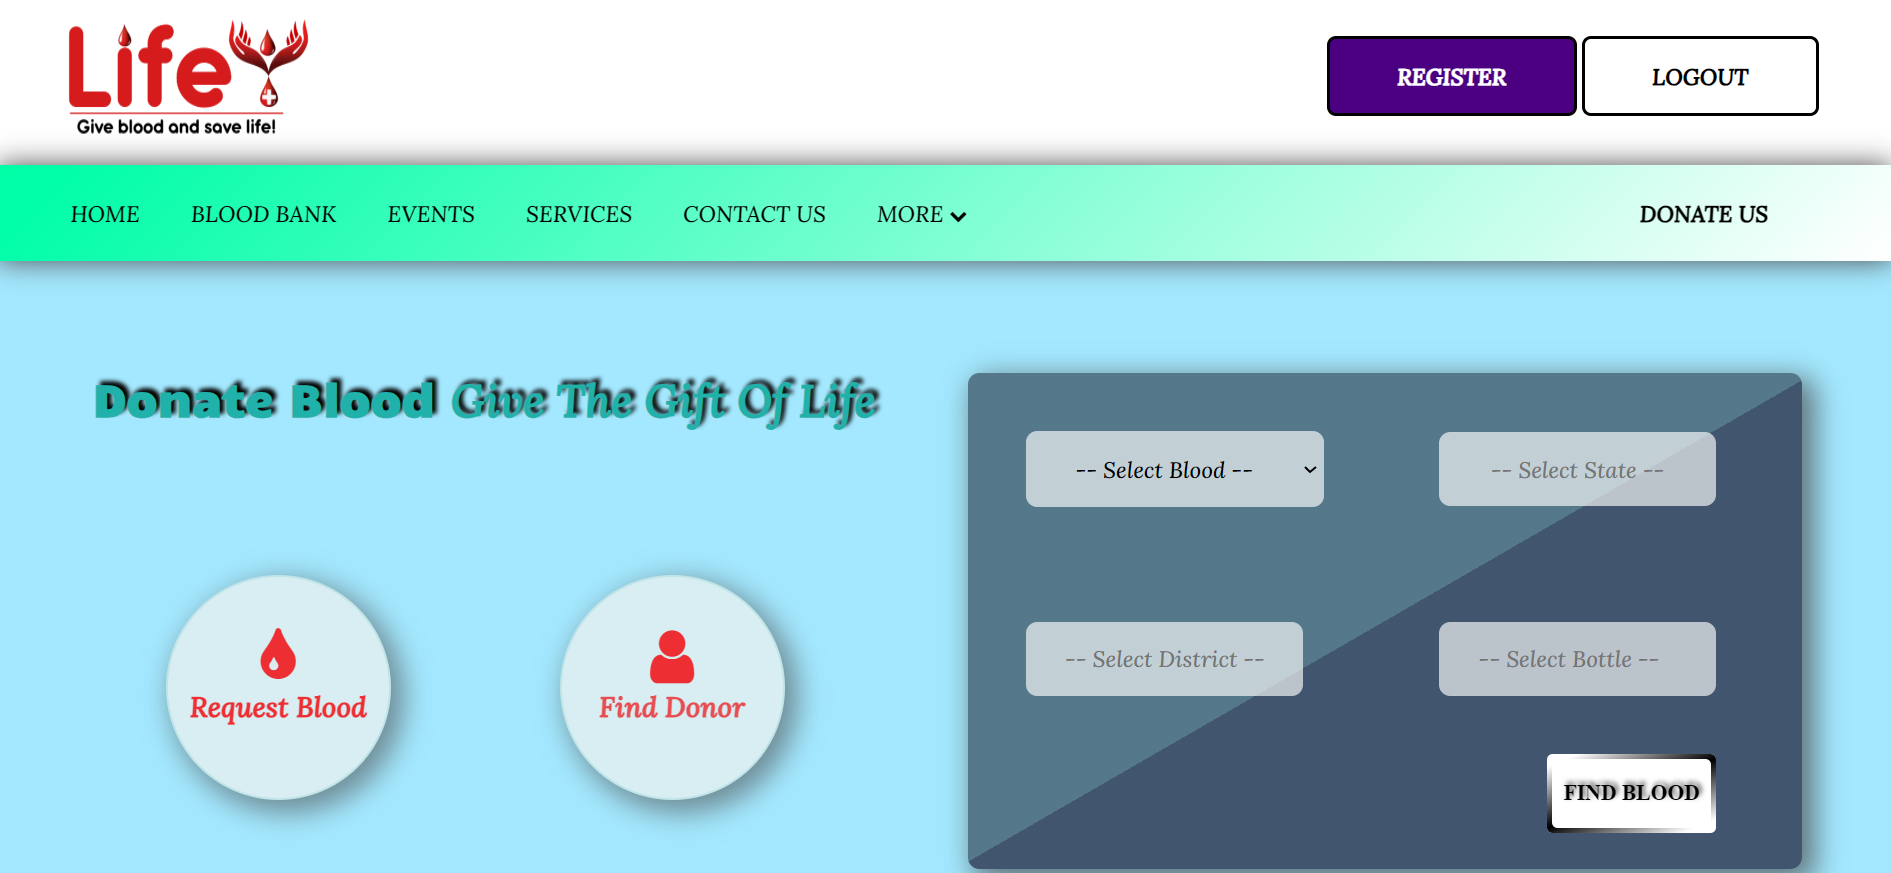 Life
Give blood and save life!
REGISTER
LOGOUT
HOME
BLOOD BANK
EVENTS
SERVICES
CONTACT US
MORE
DONATE US
Donate Blood Give The Gift Of Life
-- Select Blood --
-- Select State --
-- Select District --
-- Select Bottle --
Request Blood
Find Donor
FIND BLOOD